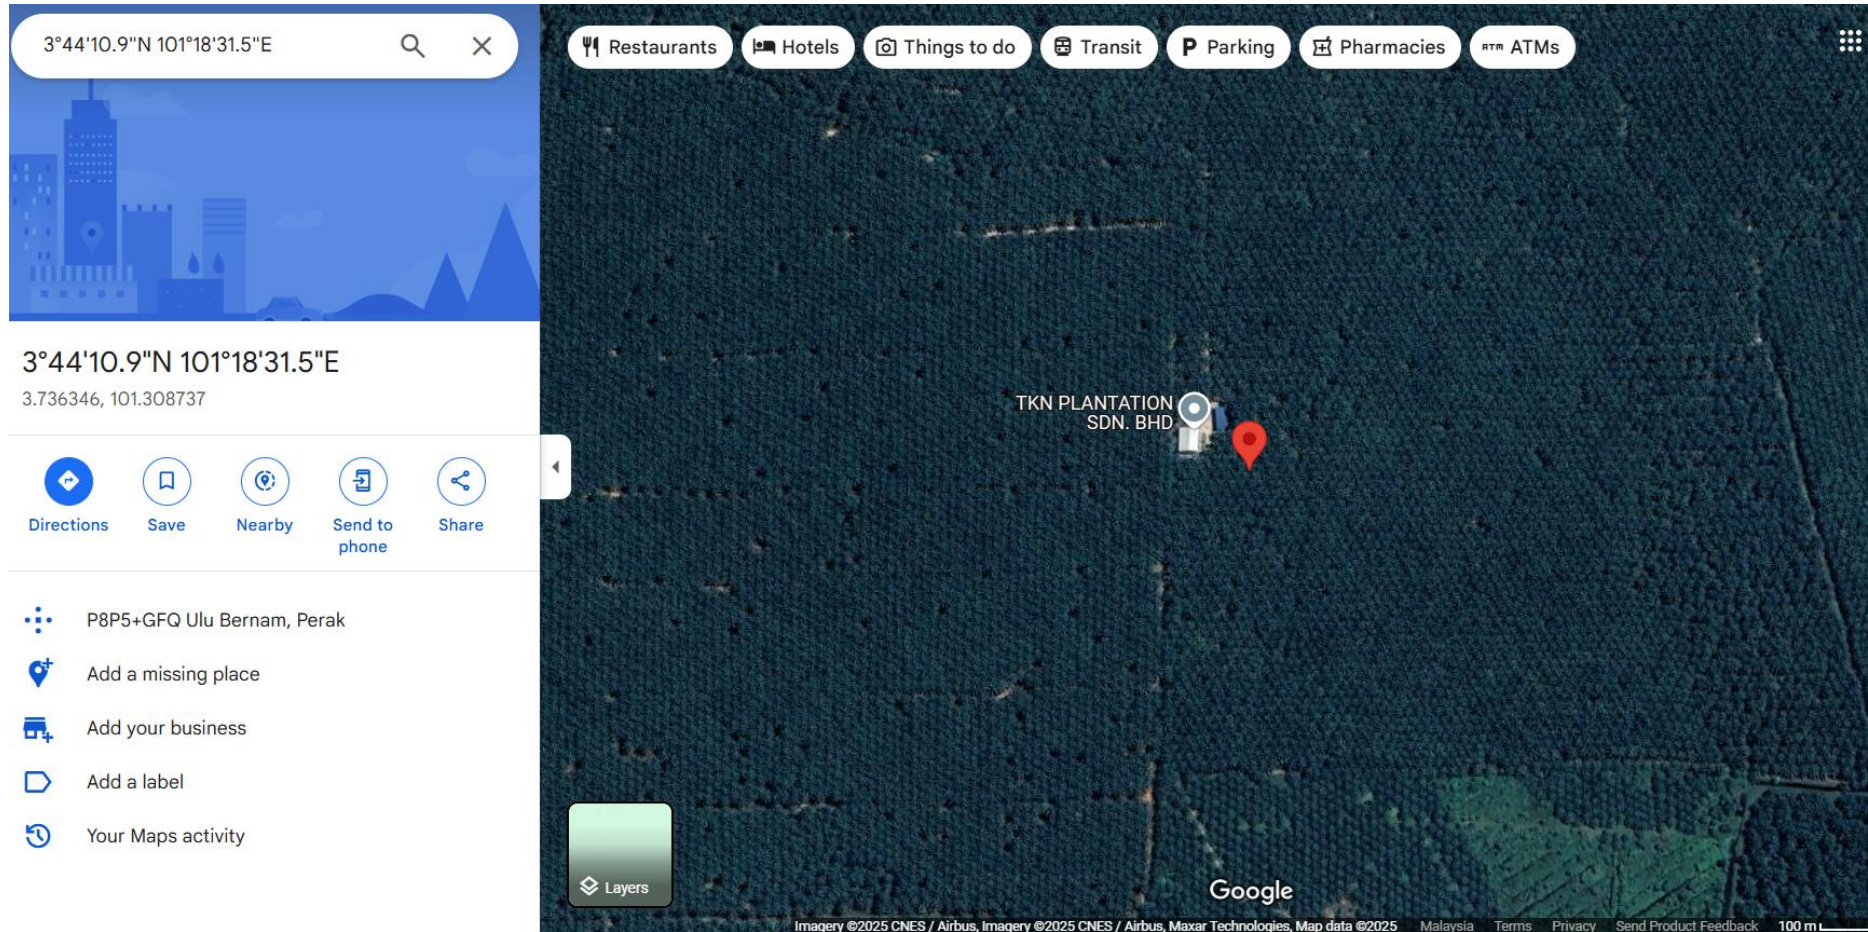 3°44'10.9"N 101°18'31.5"E
Restaurants
Hotels
Things to do
Transit
Parking
Pharmacies
ATM ATMs
3°44'10.9"N 101°18'31.5"E
3.736346, 101.308737
Directions
Save
Nearby
Send to
phone
Share
P8P5+GFQ Ulu Bernam, Perak
Add a missing place
Add your business
Add a label
Your Maps activity
TKN PLANTATION
SDN. BHD
Layers
Google
Imagery ©2025 CNES / Airbus, Imagery ©2025 CNES / Airbus, Maxar Technologies, Map data ©2025 Malaysia Terms Privacy Send Product Feedback 100 m